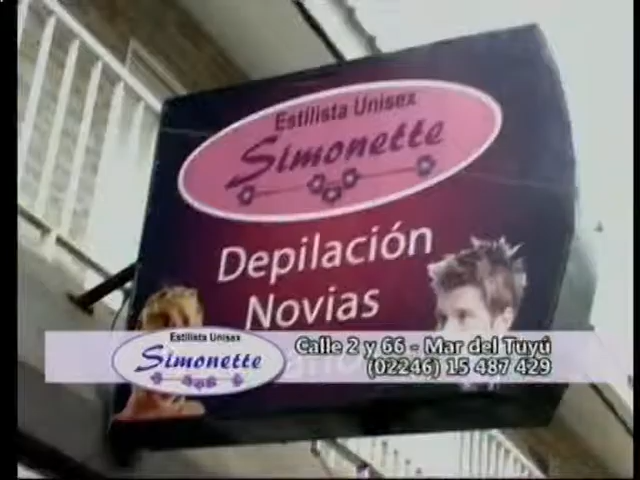 Estilista Unisex
Simonette
Depilación
Novias
Estilista Unisex
Simonette
Calle 2 y 66 - Mar del Tuyú
(02246) 15 487 429